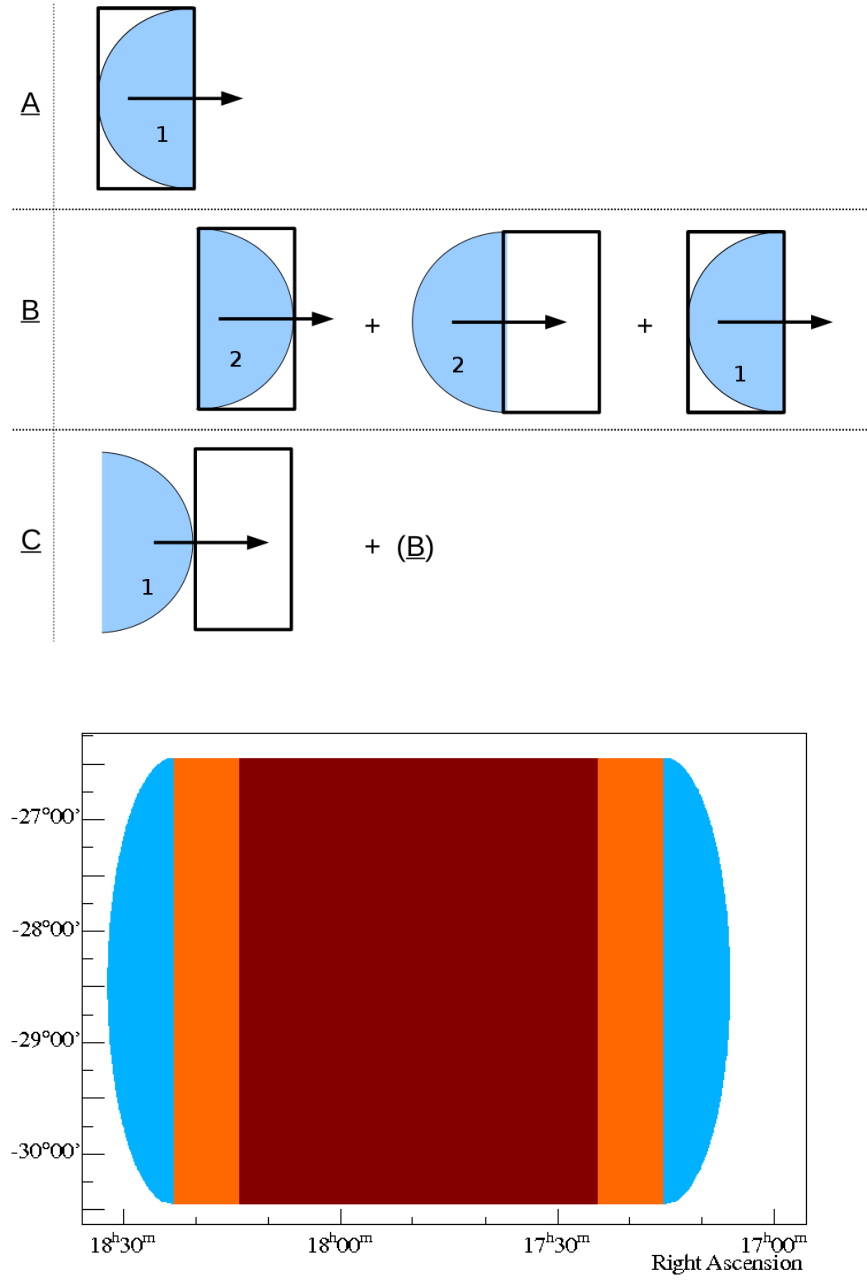 A
1
B
2
+
2
+
1
C
1
+ (B)
-27°00'
-28°00'
-29°00'
-30°00'
18h30m
18h00m
17h30m
17h00m
Right Ascension